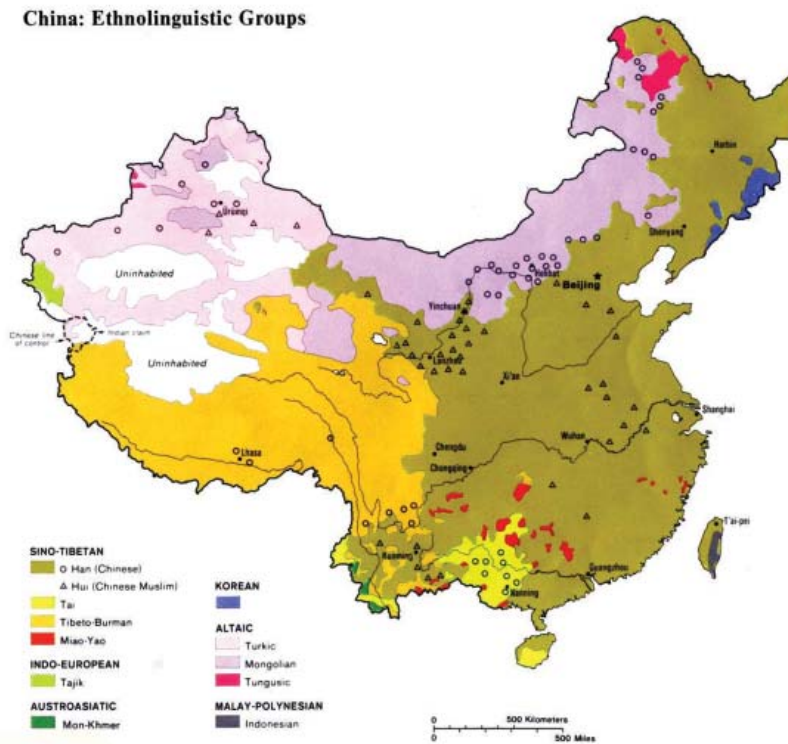 China: Ethnolinguistic Groups
Harbin
Ürümqi
Shenyang
Uninhabited
Hohhot
Beijing
Yinchuan
Chinese line
of control
Indian claim
Lanzhou
Uninhabited
Xi'an
Shanghai
Wuhan
Lhasa
Chengdu
Chongqing
T'ai-pei
Kunming
Guangzhou
Nanning
SINO-TIBETAN
Han (Chinese)
Hui (Chinese Muslim)
Tai
Tibeto-Burman
Miao-Yao
INDO-EUROPEAN
Tajik
AUSTROASIATIC
Mon-Khmer
KOREAN
ALTAIC
Turkic
Mongolian
Tungusic
MALAY-POLYNESIAN
Indonesian
0 500 Kilometers
0 500 Miles